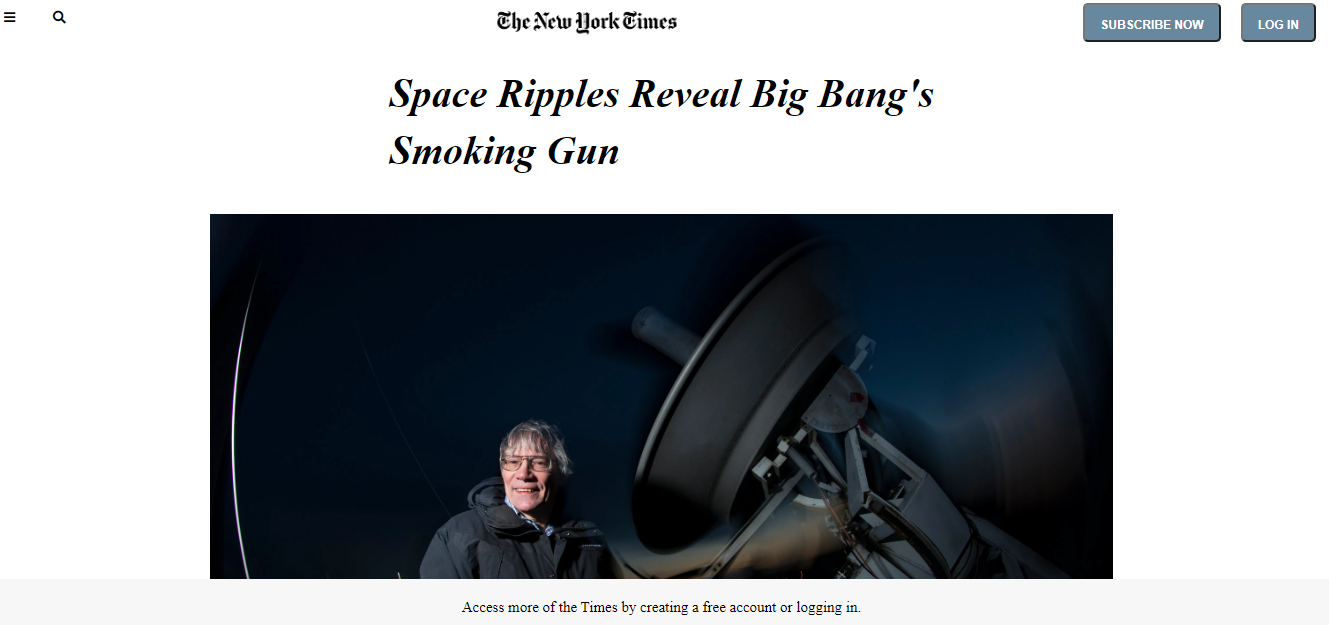 The New York Times
SUBSCRIBE NOW
LOG IN
Space Ripples Reveal Big Bang's
Smoking Gun
Access more of the Times by creating a free account or logging in.